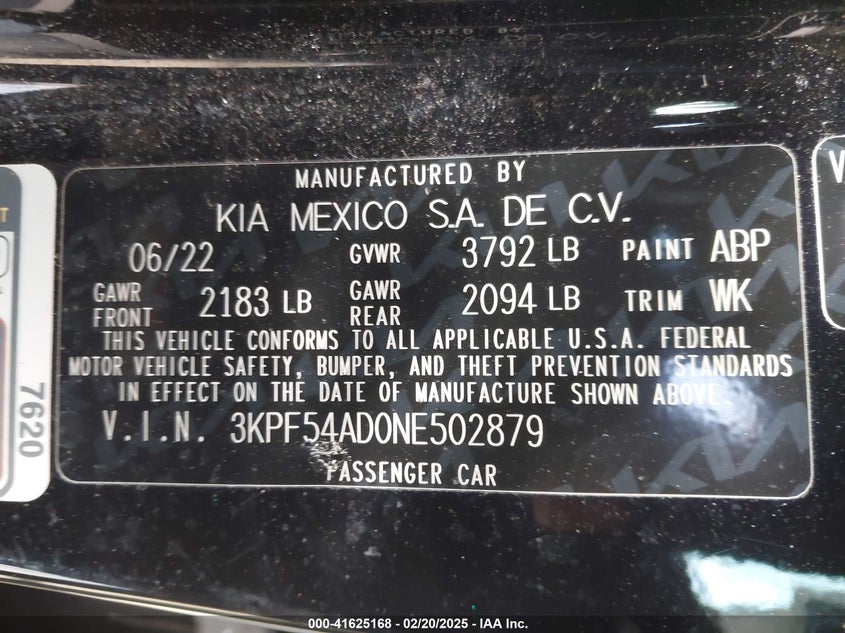 MANUFACTURED BY
KIA MEXICO S.A. DE C.V.
06/22 GVWR 3792 LB PAINT ABP
GAWR FRONT 2183 LB GAWR REAR 2094 LB TRIM WK
THIS VEHICLE CONFORMS TO ALL APPLICABLE U.S.A. FEDERAL
MOTOR VEHICLE SAFETY, BUMPER, AND THEFT PREVENTION STANDARDS
IN EFFECT ON THE DATE OF MANUFACTURE SHOWN ABOVE.
V.I.N. 3KPF54AD0NE502879
PASSENGER CAR
7620
000-41625168 - 02/20/2025 - IAA Inc.